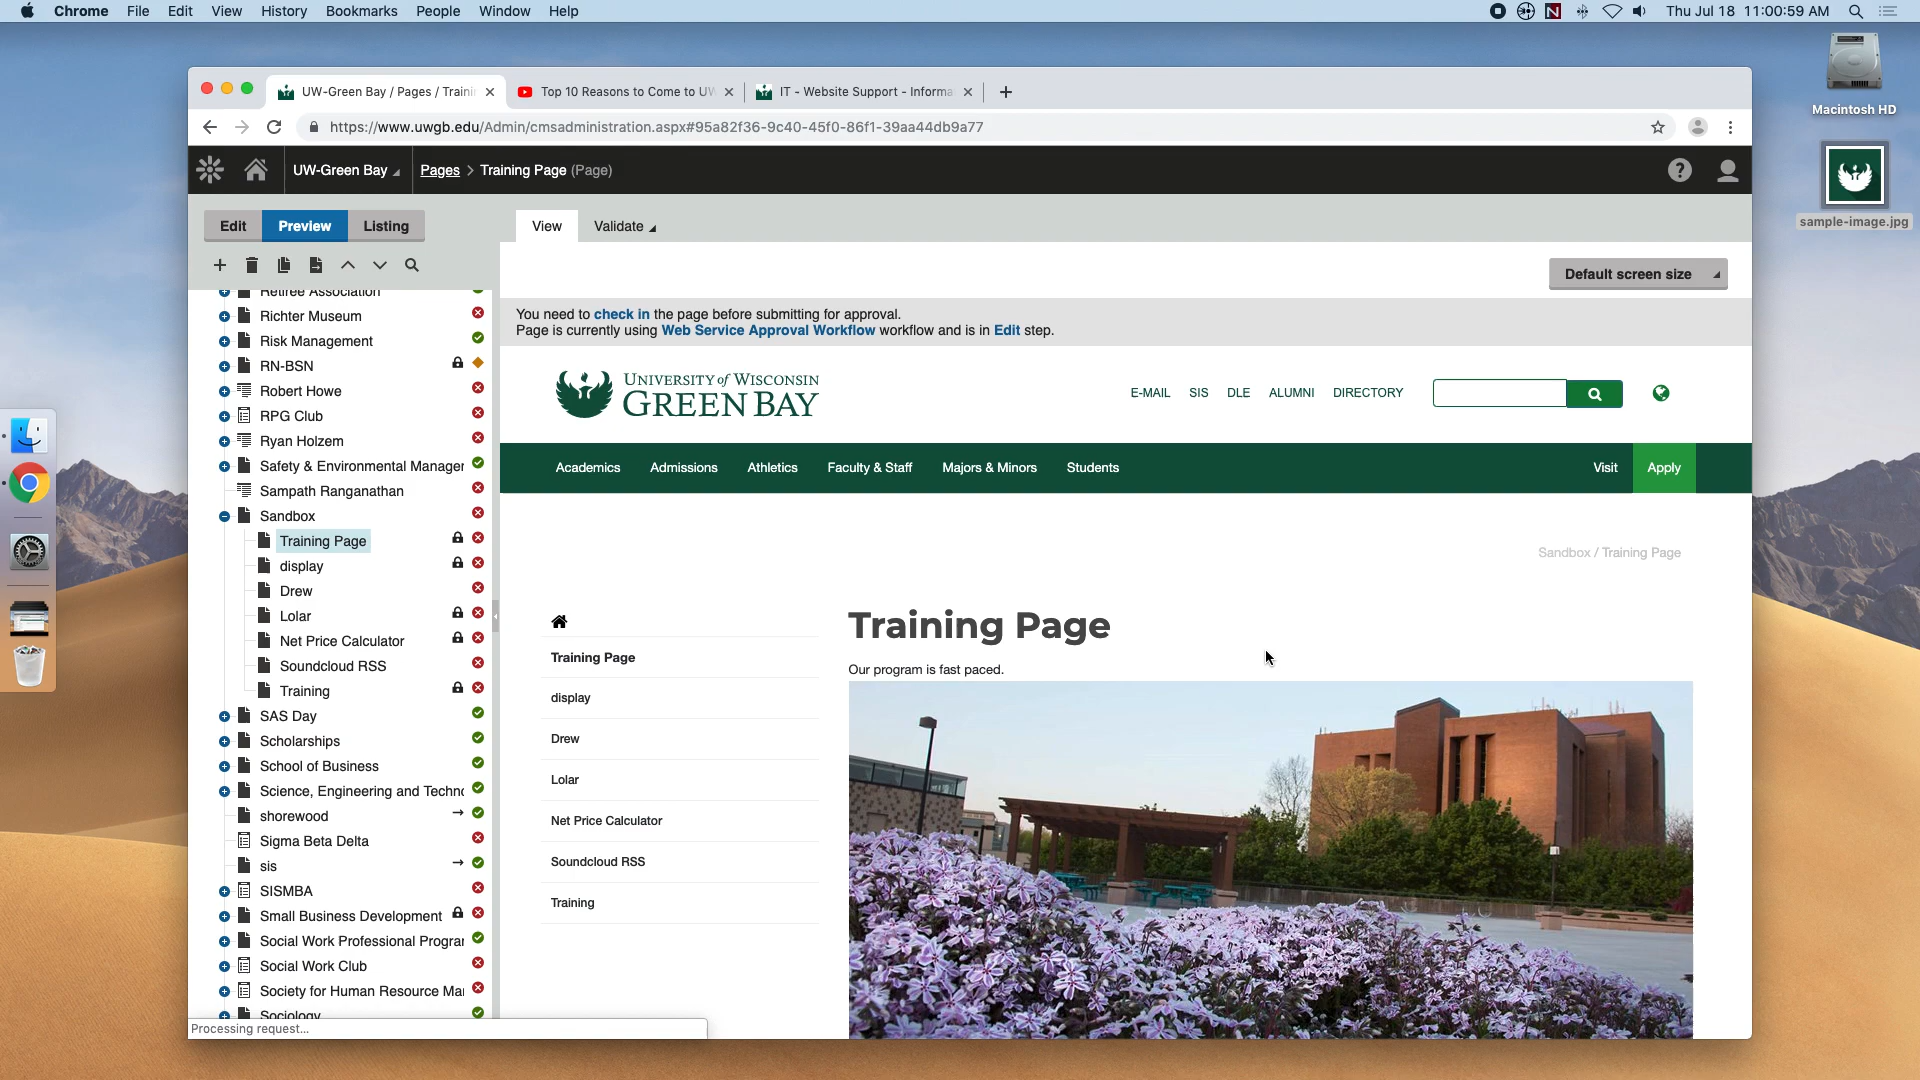 Chrome File Edit View History Bookmarks People Window Help
Thu Jul 18 11:00:59 AM
Macintosh HD
sample-image.jpg
UW-Green Bay / Pages / Traini
Top 10 Reasons to Come to UW
IT - Website Support - Informa
https://www.uwgb.edu/Admin/cmsadministration.aspx#95a82f36-9c40-45f0-86f1-39aa44db9a77
UW-Green Bay
Pages > Training Page (Page)
Edit Preview Listing
View Validate
Default screen size
You need to check in the page before submitting for approval.
Page is currently using Web Service Approval Workflow workflow and is in Edit step.
Retiree Association
Richter Museum
Risk Management
RN-BSN
Robert Howe
RPG Club
Ryan Holzem
Safety & Environmental Manager
Sampath Ranganathan
Sandbox
Training Page
display
Drew
Lolar
Net Price Calculator
Soundcloud RSS
Training
SAS Day
Scholarships
School of Business
Science, Engineering and Techno
shorewood
Sigma Beta Delta
sis
SISMBA
Small Business Development
Social Work Professional Program
Social Work Club
Society for Human Resource Mar
Sociology
Processing request...
UNIVERSITY of WISCONSIN
GREEN BAY
E-MAIL SIS DLE ALUMNI DIRECTORY
Academics Admissions Athletics Faculty & Staff Majors & Minors Students
Visit Apply
Sandbox / Training Page
Training Page
display
Drew
Lolar
Net Price Calculator
Soundcloud RSS
Training
Training Page
Our program is fast paced.